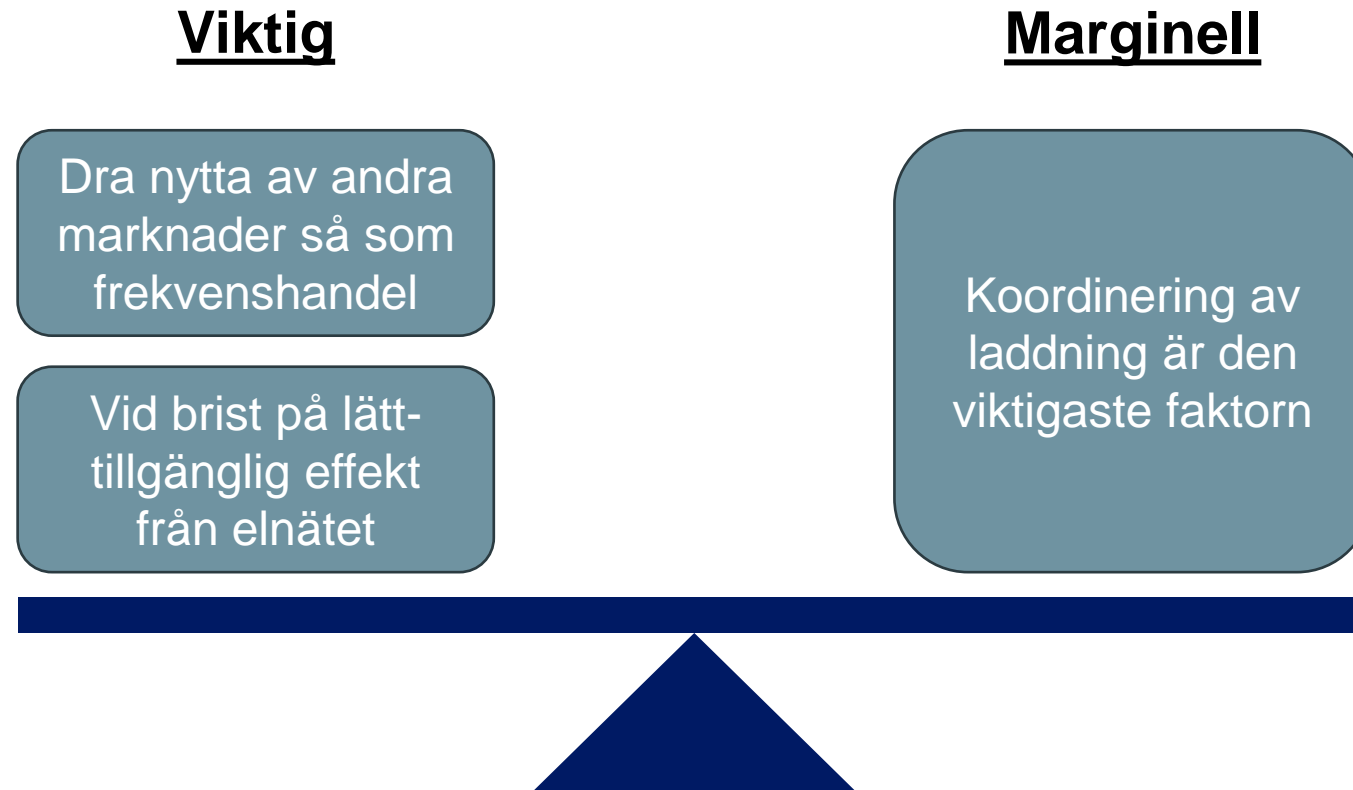 Viktig
Dra nytta av andra
marknader så som
frekvenshandel
Vid brist på lätt-
tillgänglig effekt
från elnätet
Marginell
Koordinering av
laddning är den
viktigaste faktorn